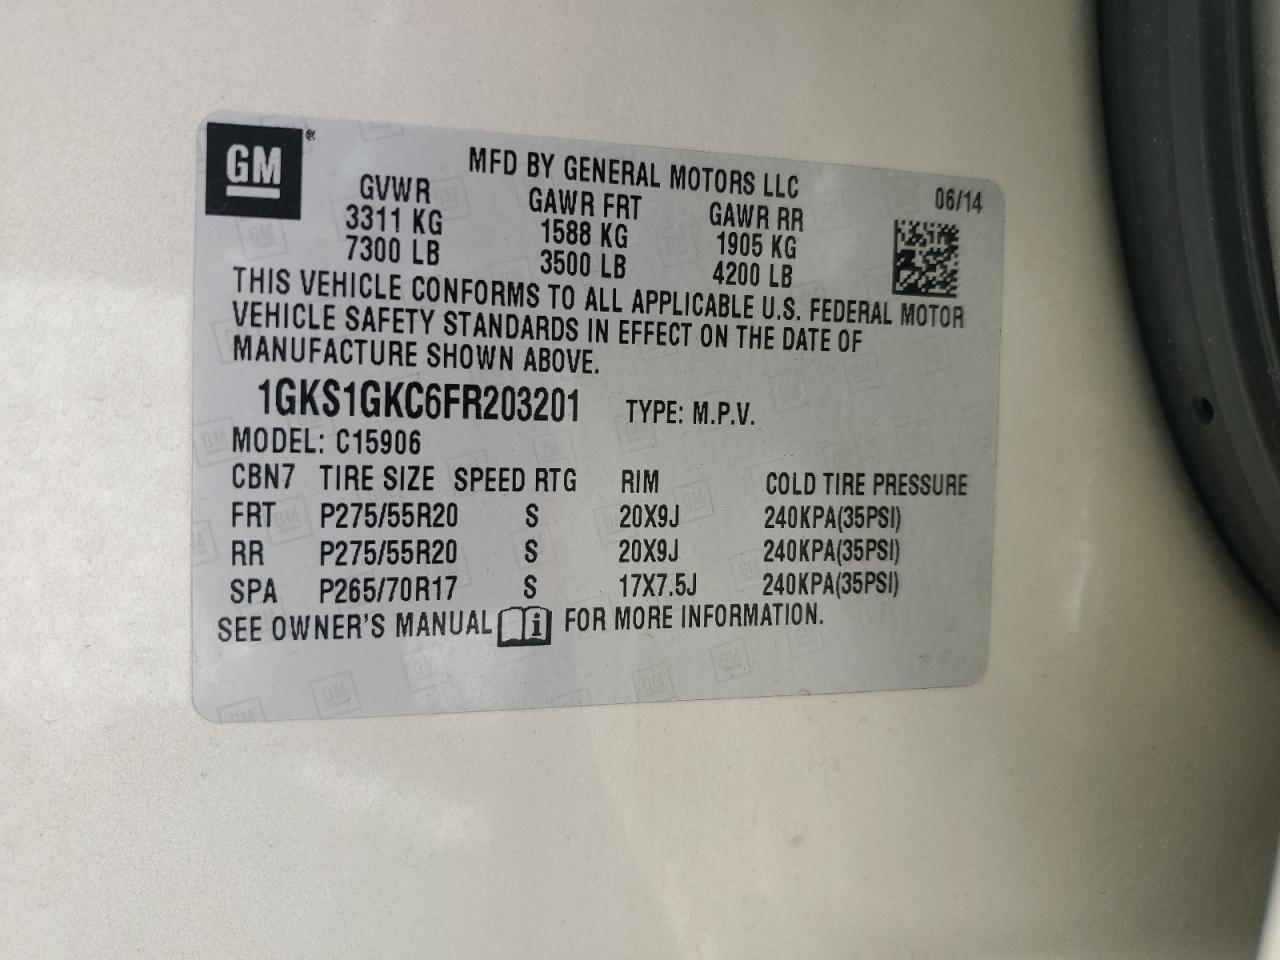 GM®
MFD BY GENERAL MOTORS LLC
06/14
GVWR GAWR FRT GAWR RR
3311 KG 1588 KG 1905 KG
7300 LB 3500 LB 4200 LB
THIS VEHICLE CONFORMS TO ALL APPLICABLE U.S. FEDERAL MOTOR
VEHICLE SAFETY STANDARDS IN EFFECT ON THE DATE OF
MANUFACTURE SHOWN ABOVE.
1GKS1GKC6FR203201 TYPE: M.P.V.
MODEL: C15906
CBN7 TIRE SIZE SPEED RTG RIM COLD TIRE PRESSURE
FRT P275/55R20 S 20X9J 240KPA(35PSI)
RR P275/55R20 S 20X9J 240KPA(35PSI)
SPA P265/70R17 S 17X7.5J 240KPA(35PSI)
SEE OWNER'S MANUAL i FOR MORE INFORMATION.